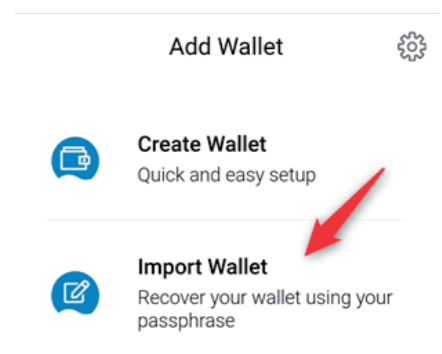 Add Wallet
Create Wallet
Quick and easy setup
Import Wallet
Recover your wallet using your
passphrase